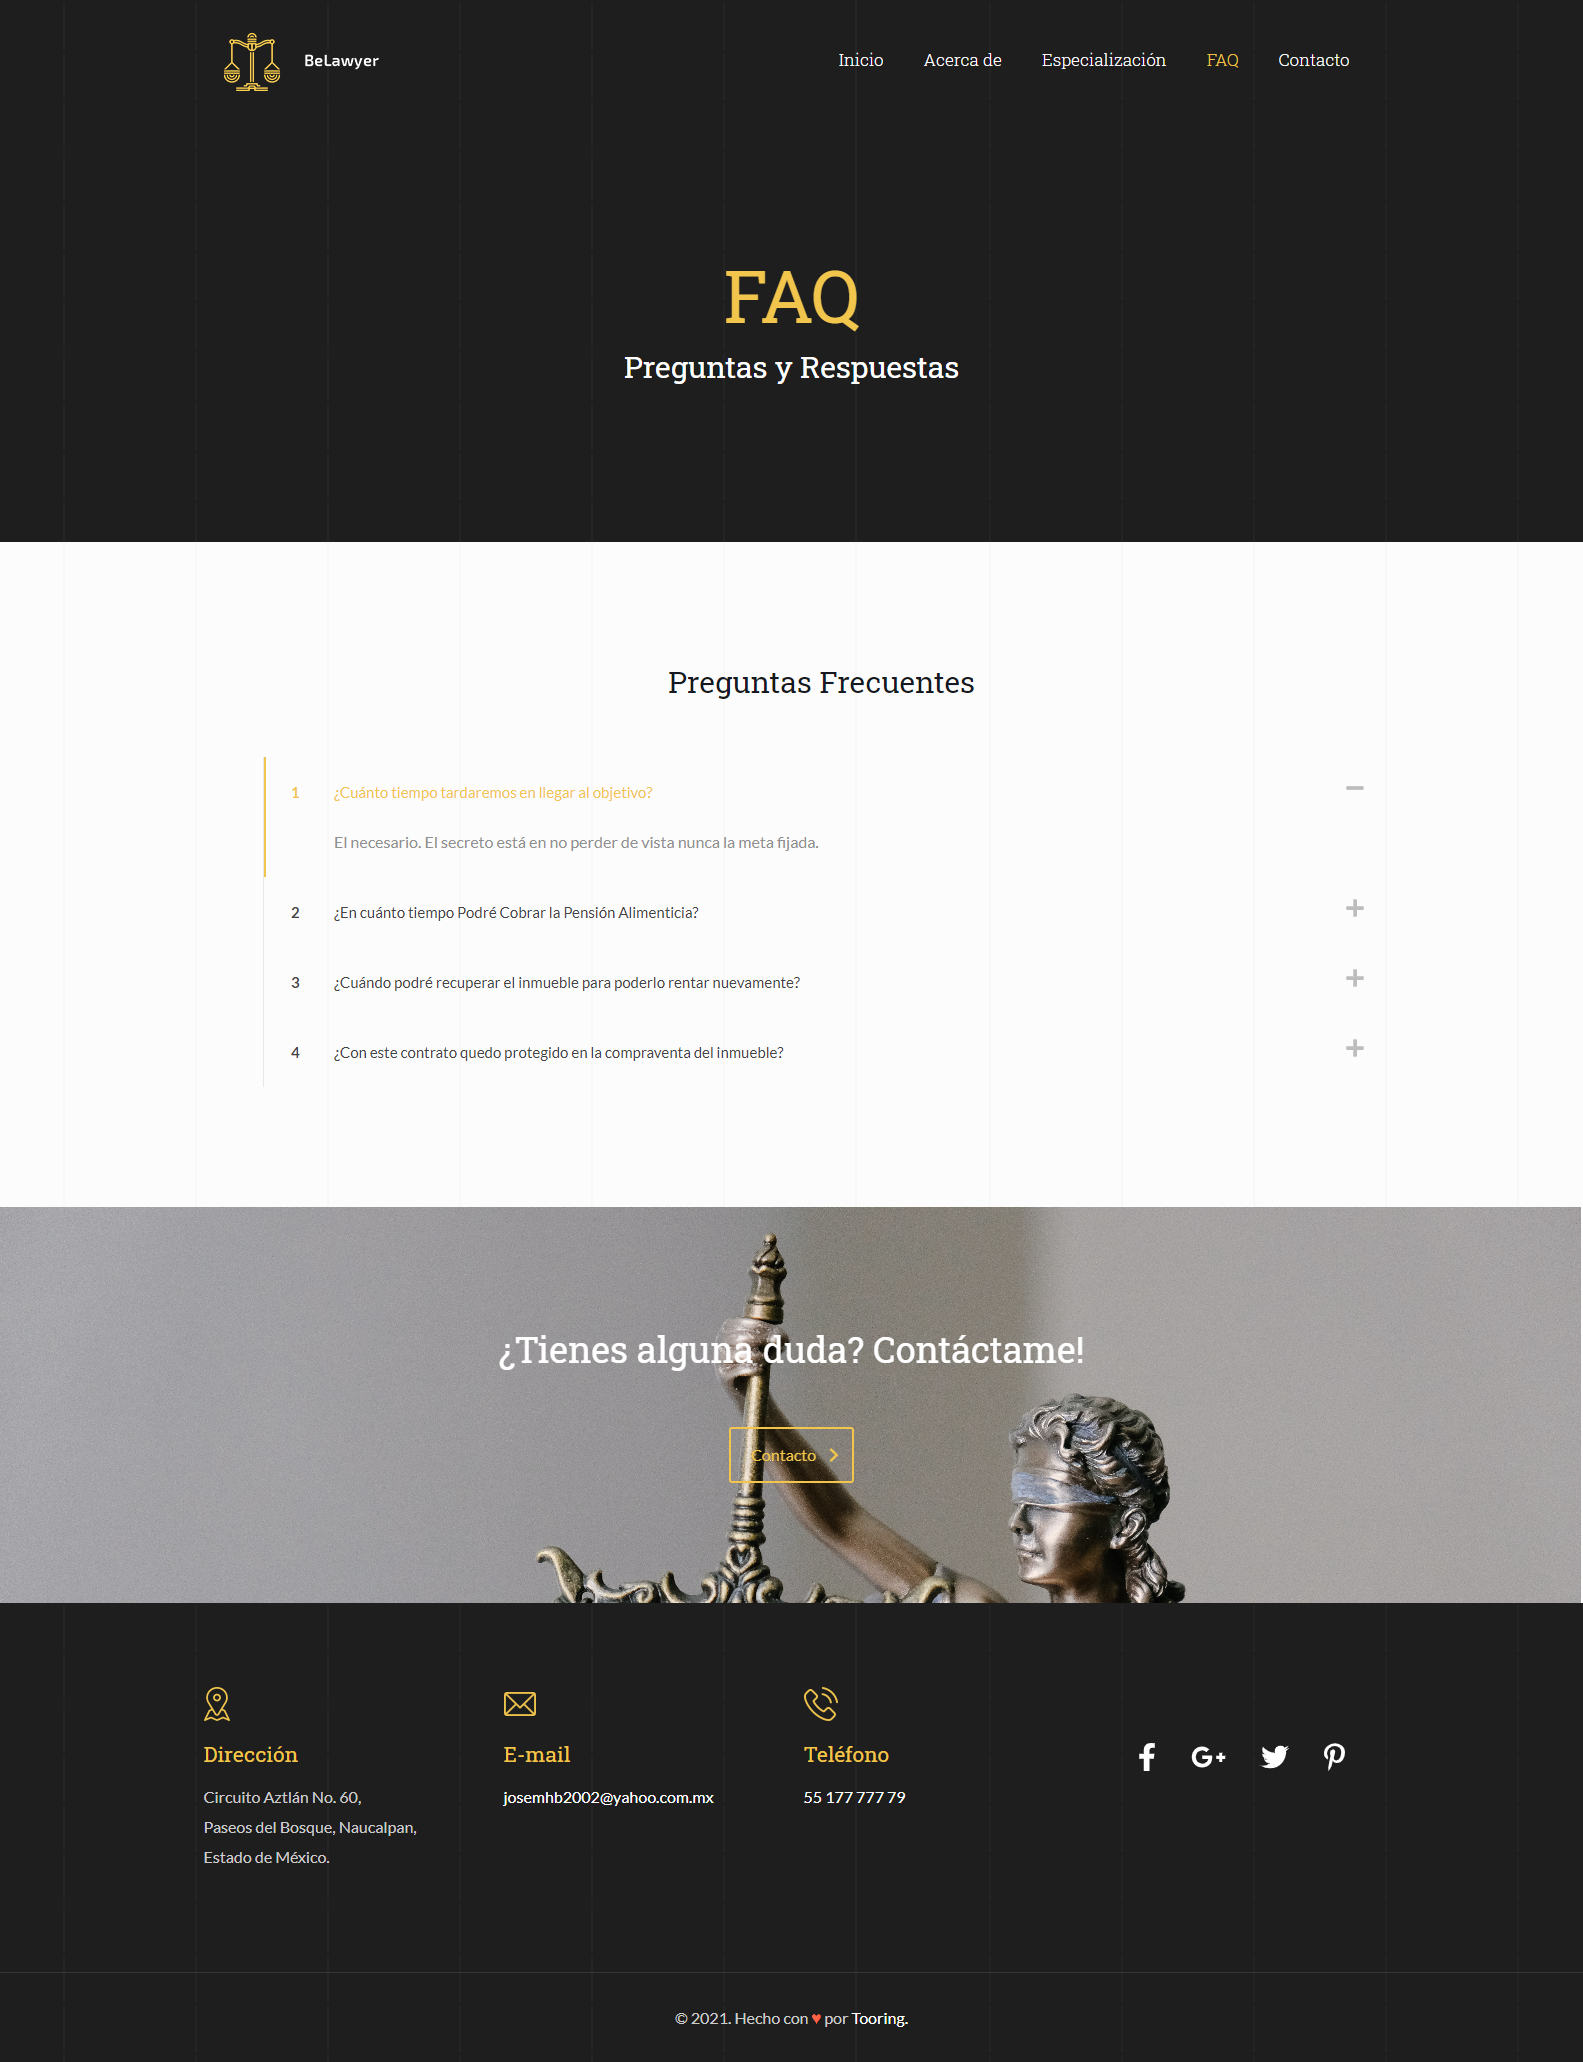 BeLawyer
Inicio
Acerca de
Especialización
FAQ
Contacto
FAQ
Preguntas y Respuestas
Preguntas Frecuentes
1 ¿Cuánto tiempo tardaremos en llegar al objetivo?
El necesario. El secreto está en no perder de vista nunca la meta fijada.
2 ¿En cuánto tiempo Podré Cobrar la Pensión Alimenticia?
3 ¿Cuándo podré recuperar el inmueble para poderlo rentar nuevamente?
4 ¿Con este contrato quedo protegido en la compraventa del inmueble?
¿Tienes alguna duda? Contáctame!
Contacto
Dirección
Circuito Aztlán No. 60,
Paseos del Bosque, Naucalpan,
Estado de México.
E-mail
josemhb2002@yahoo.com.mx
Teléfono
55 177 777 79
© 2021. Hecho con ♥ por Tooring.